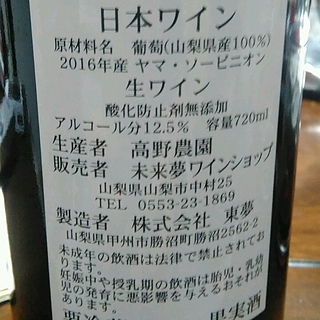 日本ワイン
原材料名　葡萄(山梨県産100%)
2016年産 ヤマ・ソービニオン
生ワイン
酸化防止剤無添加
アルコール分12.5%　容量720ml
生産者　高野農園
販売者　未来夢ワインショップ
山梨県山梨市中村25
TEL　0553-23-1869
製造者　株式会社　東夢
山梨県甲州市勝沼町勝沼2562-2
未成年の飲酒は法律で禁止されてお
ります。
妊娠中や授乳期の飲酒は胎児・乳幼
児の発育に悪影響を与えるおそれが
あります。
要冷　果実酒